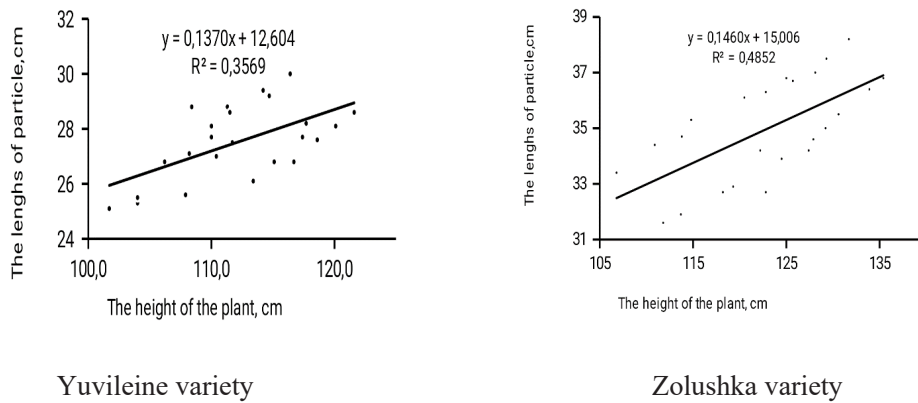 The lenghs of particle,cm
32
30
28
26
24
y = 0,1370x + 12,604
R² = 0,3569
100,0 110,0 120,0
The height of the plant, cm
Yuvileine variety
The lenghs of particle,cm
39
37
35
33
31
y = 0,1460x + 15,006
R² = 0,4852
105 115 125 135
The height of the plant, cm
Zolushka variety